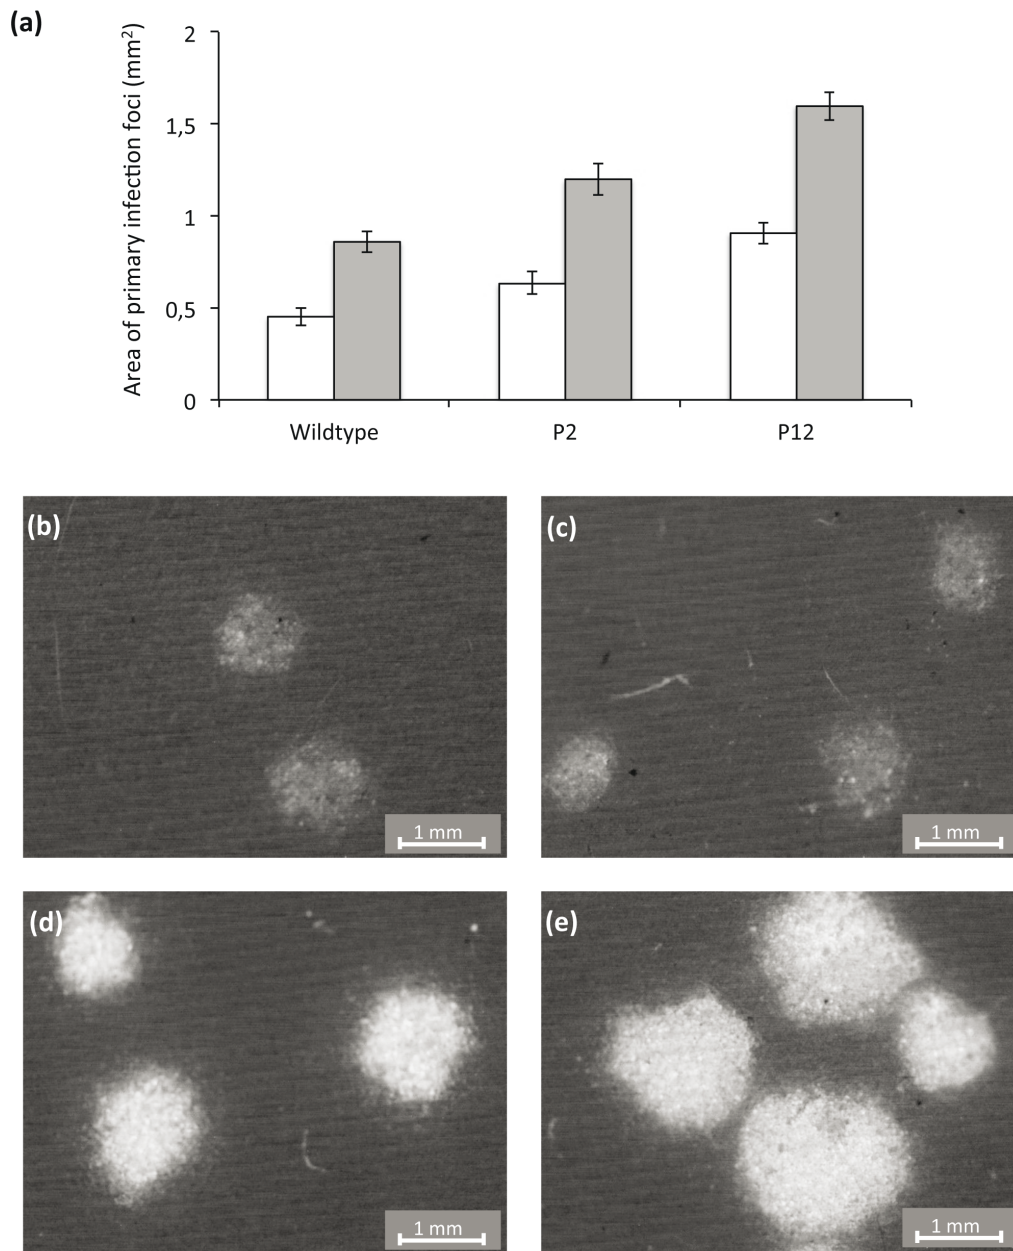 (a)
Area of primary infection foci (mm²)
2
1,5
1
0,5
0
Wildtype P2 P12
(b)
1 mm
(c)
1 mm
(d)
1 mm
(e)
1 mm